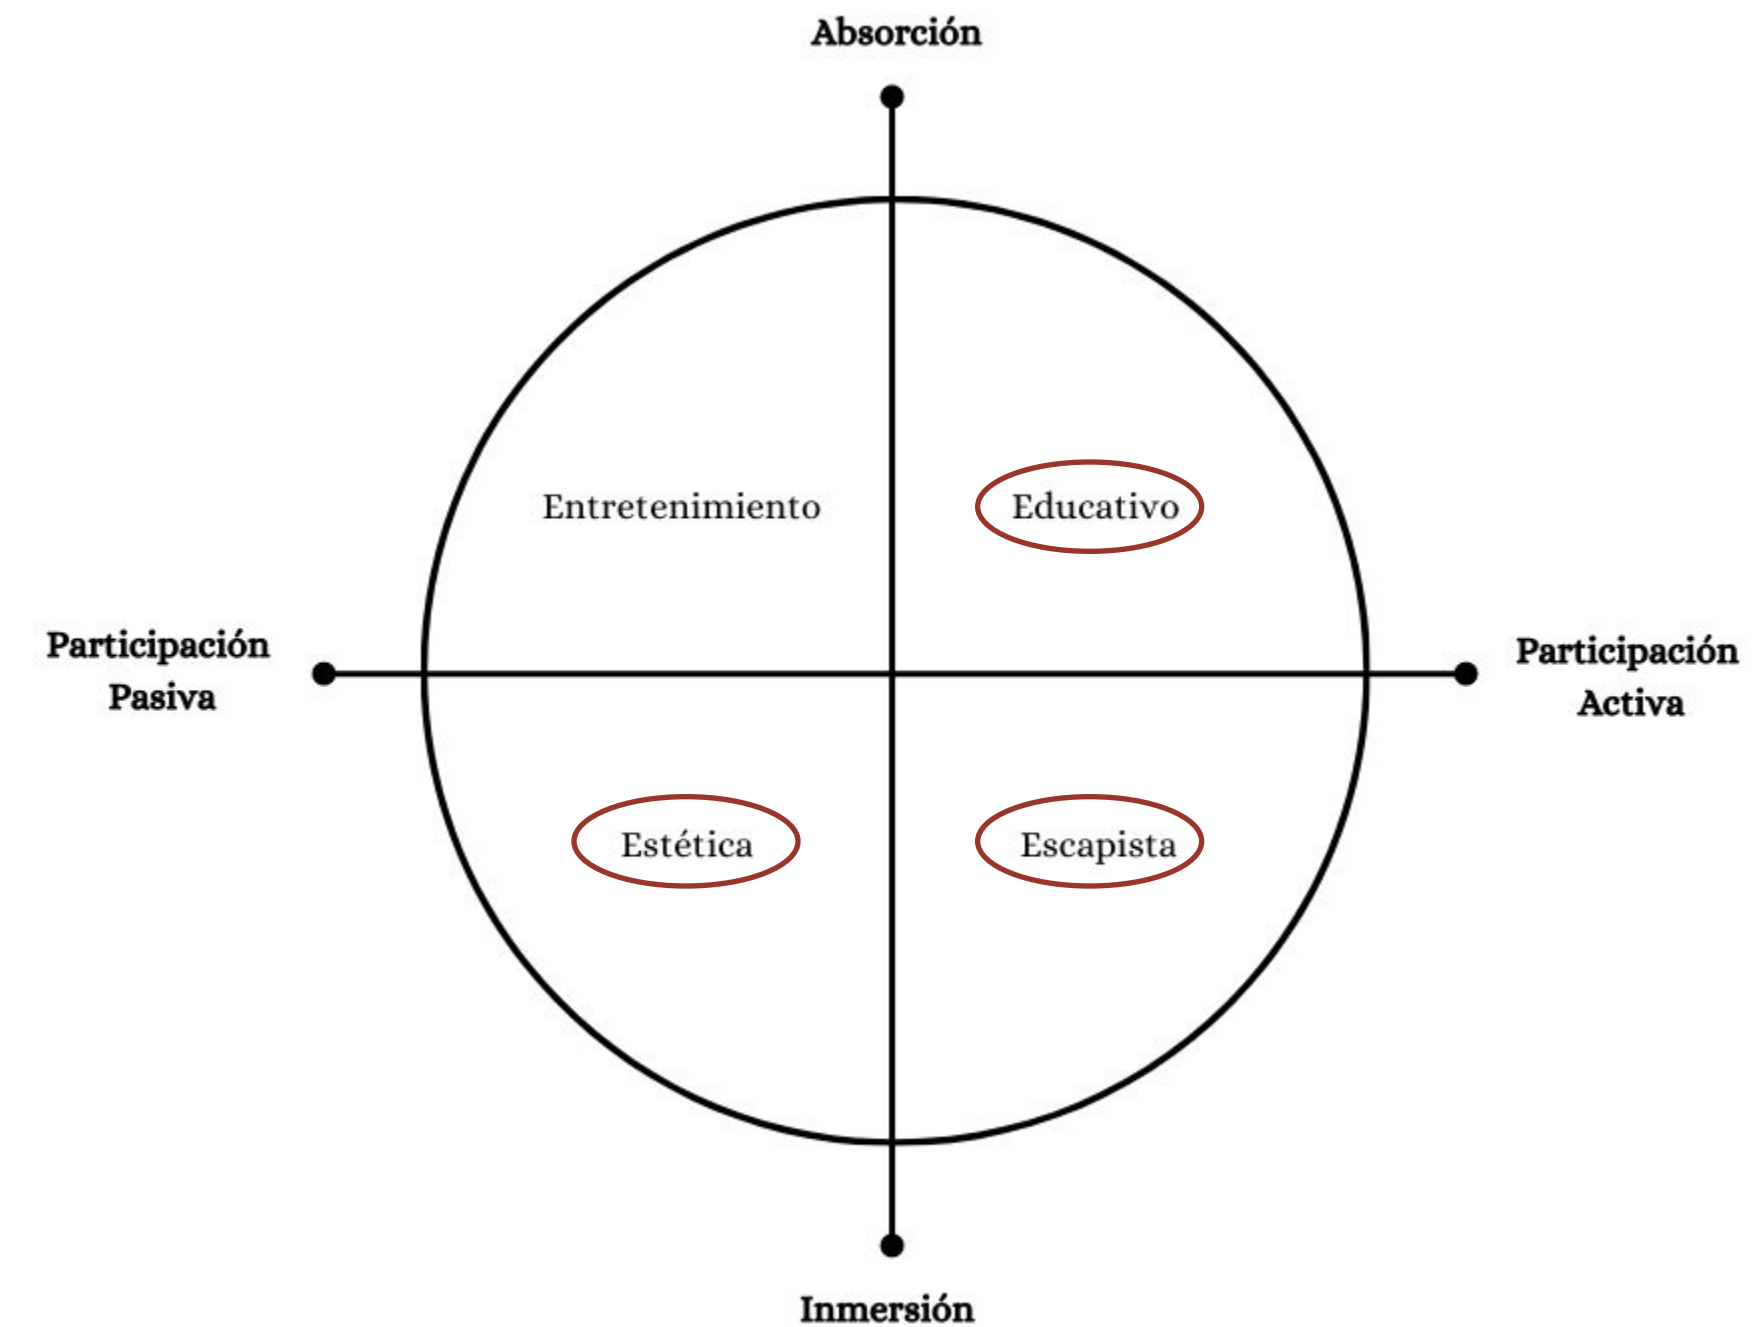 Absorción
Entretenimiento
Educativo
Participación
Pasiva
Participación
Activa
Estética
Escapista
Inmersión